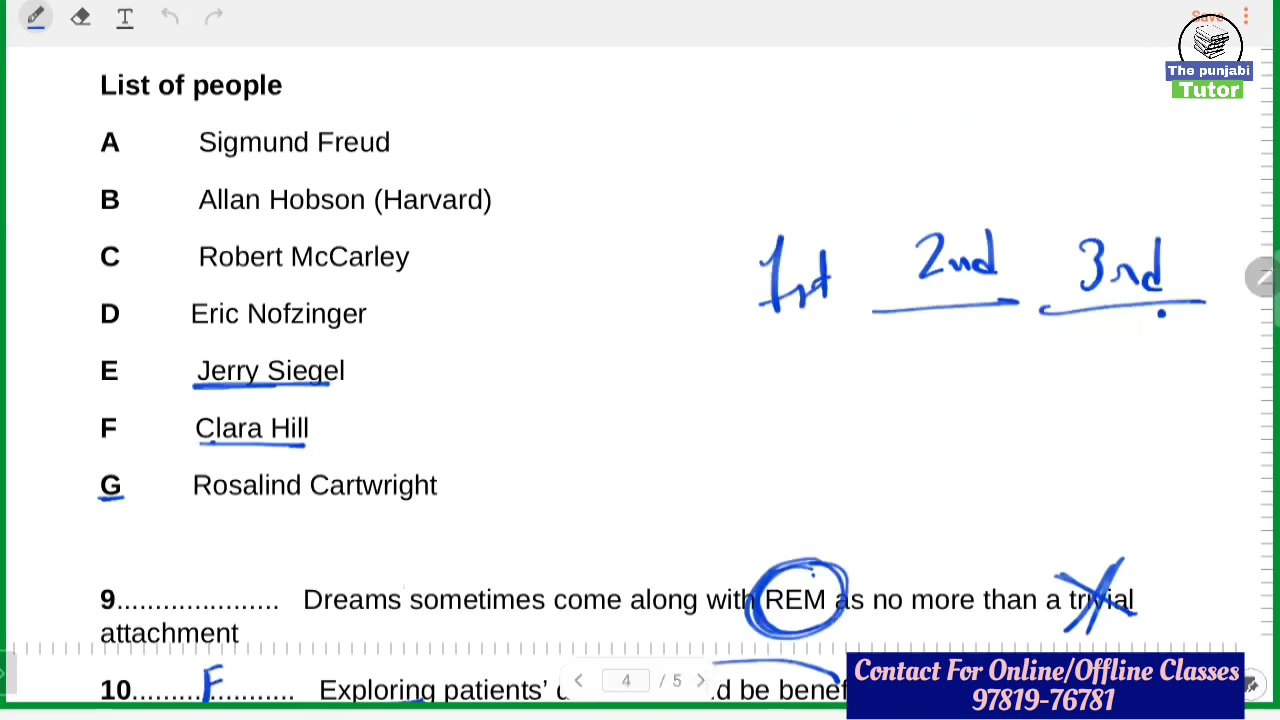 Save
The punjabi
Tutor
List of people
A Sigmund Freud
B Allan Hobson (Harvard)
C Robert McCarley
1st 2nd 3rd
D Eric Nofzinger
E Jerry Siegel
F Clara Hill
G Rosalind Cartwright
9..................... Dreams sometimes come along with REM as no more than a trivial
attachment
10.........F........... Exploring patients’ be
4 / 5
Contact For Online/Offline Classes
97819-76781